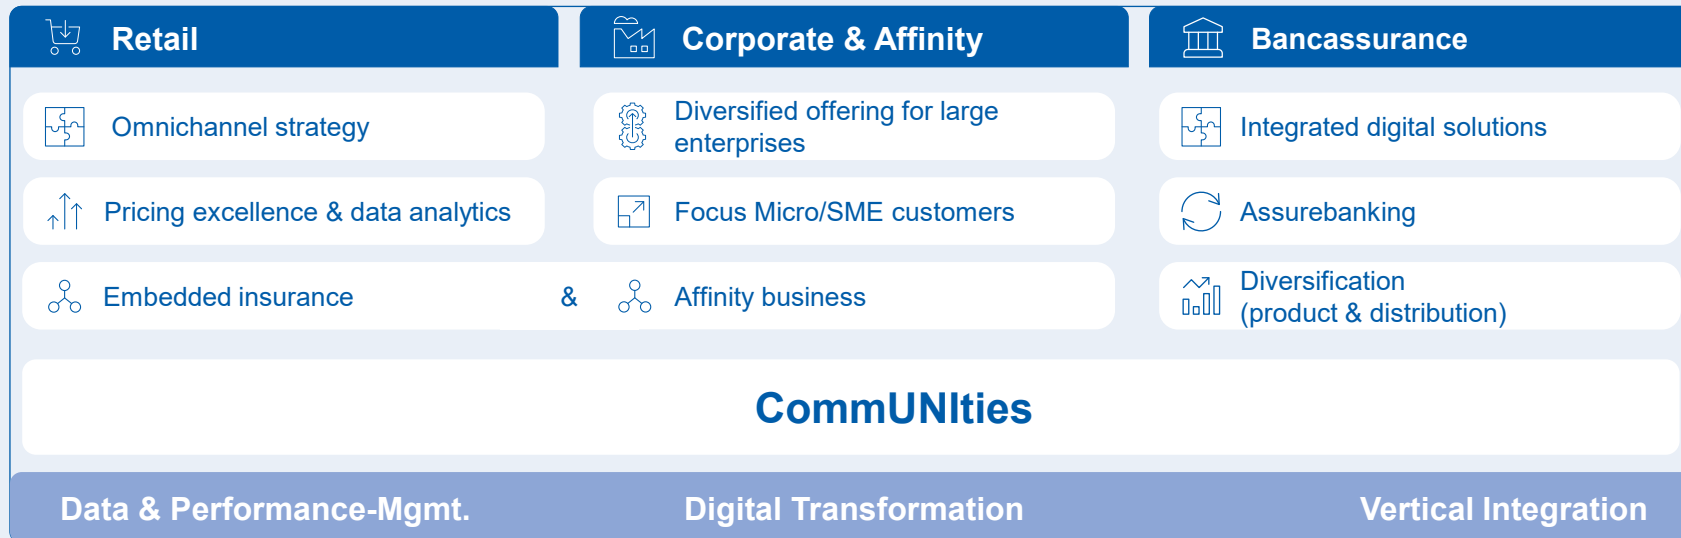 Retail
Corporate & Affinity
Bancassurance
Omnichannel strategy
Diversified offering for large
enterprises
Integrated digital solutions
Pricing excellence & data analytics
Focus Micro/SME customers
Assurebanking
Embedded insurance
&
Affinity business
Diversification
(product & distribution)
CommUNIties
Data & Performance-Mgmt.
Digital Transformation
Vertical Integration